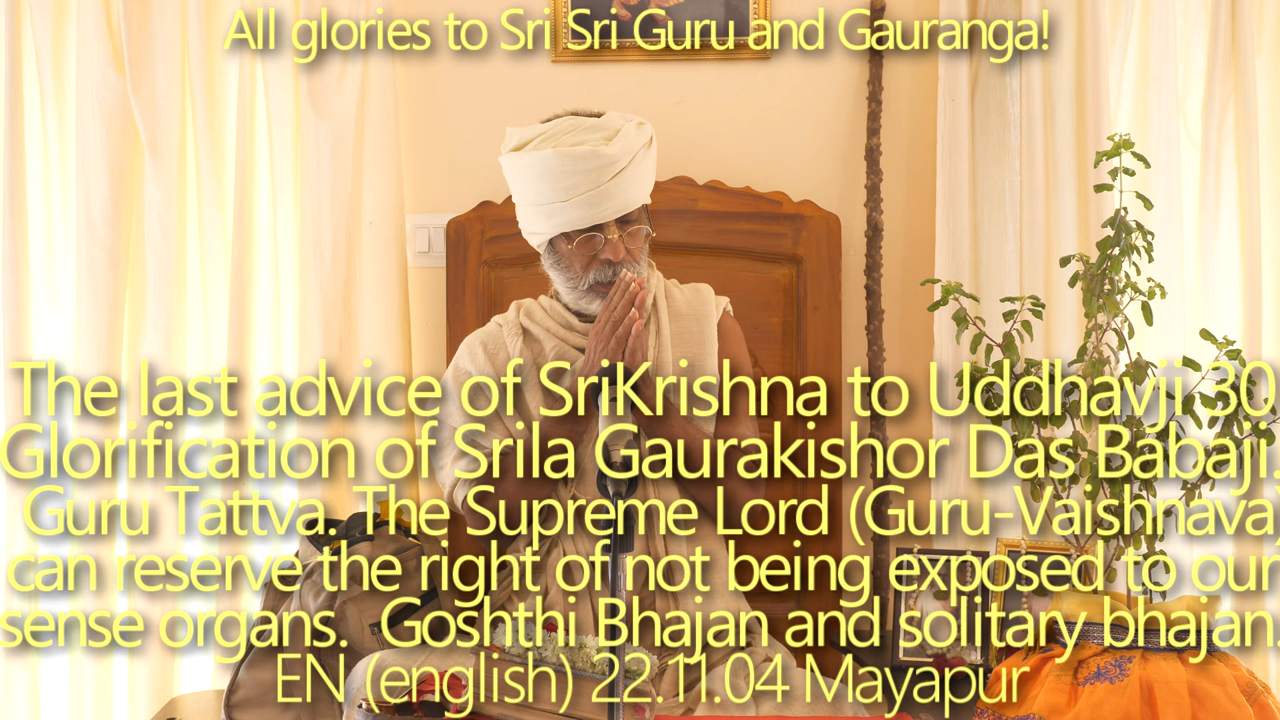 All glories to Sri Sri Guru and Gauranga!
The last advice of SriKrishna to Uddhavji 30
Glorification of Srila Gaurakishor Das Babaji.
Guru Tattva. The Supreme Lord (Guru-Vaishnava)
can reserve the right of not being exposed to our
sense organs. Goshthi Bhajan and solitary bhajan.
EN (english) 22.11.04 Mayapur